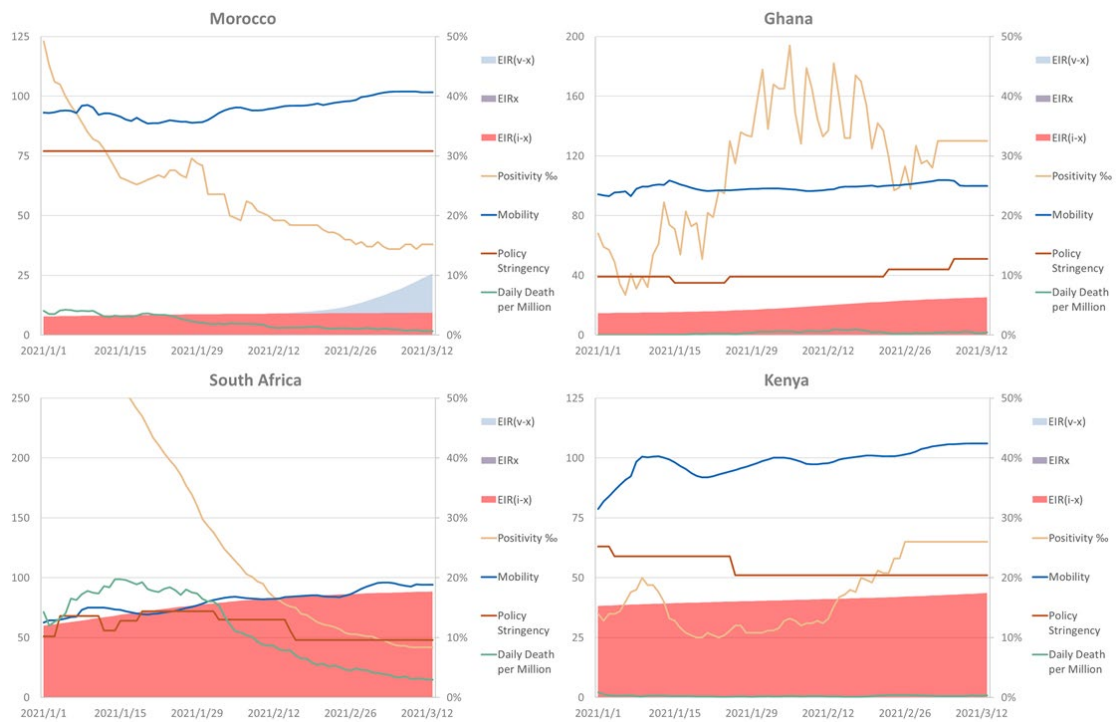 Morocco
125
100
75
50
25
0
50%
40%
30%
20%
10%
0%
2021/1/1
2021/1/15
2021/1/29
2021/2/12
2021/2/26
2021/3/12
EIR(v-x)
EIRx
EIR(i-x)
Positivity ‰
Mobility
Policy
Stringency
Daily Death
per Million
Ghana
200
160
120
80
40
0
50%
40%
30%
20%
10%
0%
2021/1/1
2021/1/15
2021/1/29
2021/2/12
2021/2/26
2021/3/12
EIR(v-x)
EIRx
EIR(i-x)
Positivity ‰
Mobility
Policy
Stringency
Daily Death
per Million
South Africa
250
200
150
100
50
0
50%
40%
30%
20%
10%
0%
2021/1/1
2021/1/15
2021/1/29
2021/2/12
2021/2/26
2021/3/12
EIR(v-x)
EIRx
EIR(i-x)
Positivity ‰
Mobility
Policy
Stringency
Daily Death
per Million
Kenya
125
100
75
50
25
0
50%
40%
30%
20%
10%
0%
2021/1/1
2021/1/15
2021/1/29
2021/2/12
2021/2/26
2021/3/12
EIR(v-x)
EIRx
EIR(i-x)
Positivity ‰
Mobility
Policy
Stringency
Daily Death
per Million